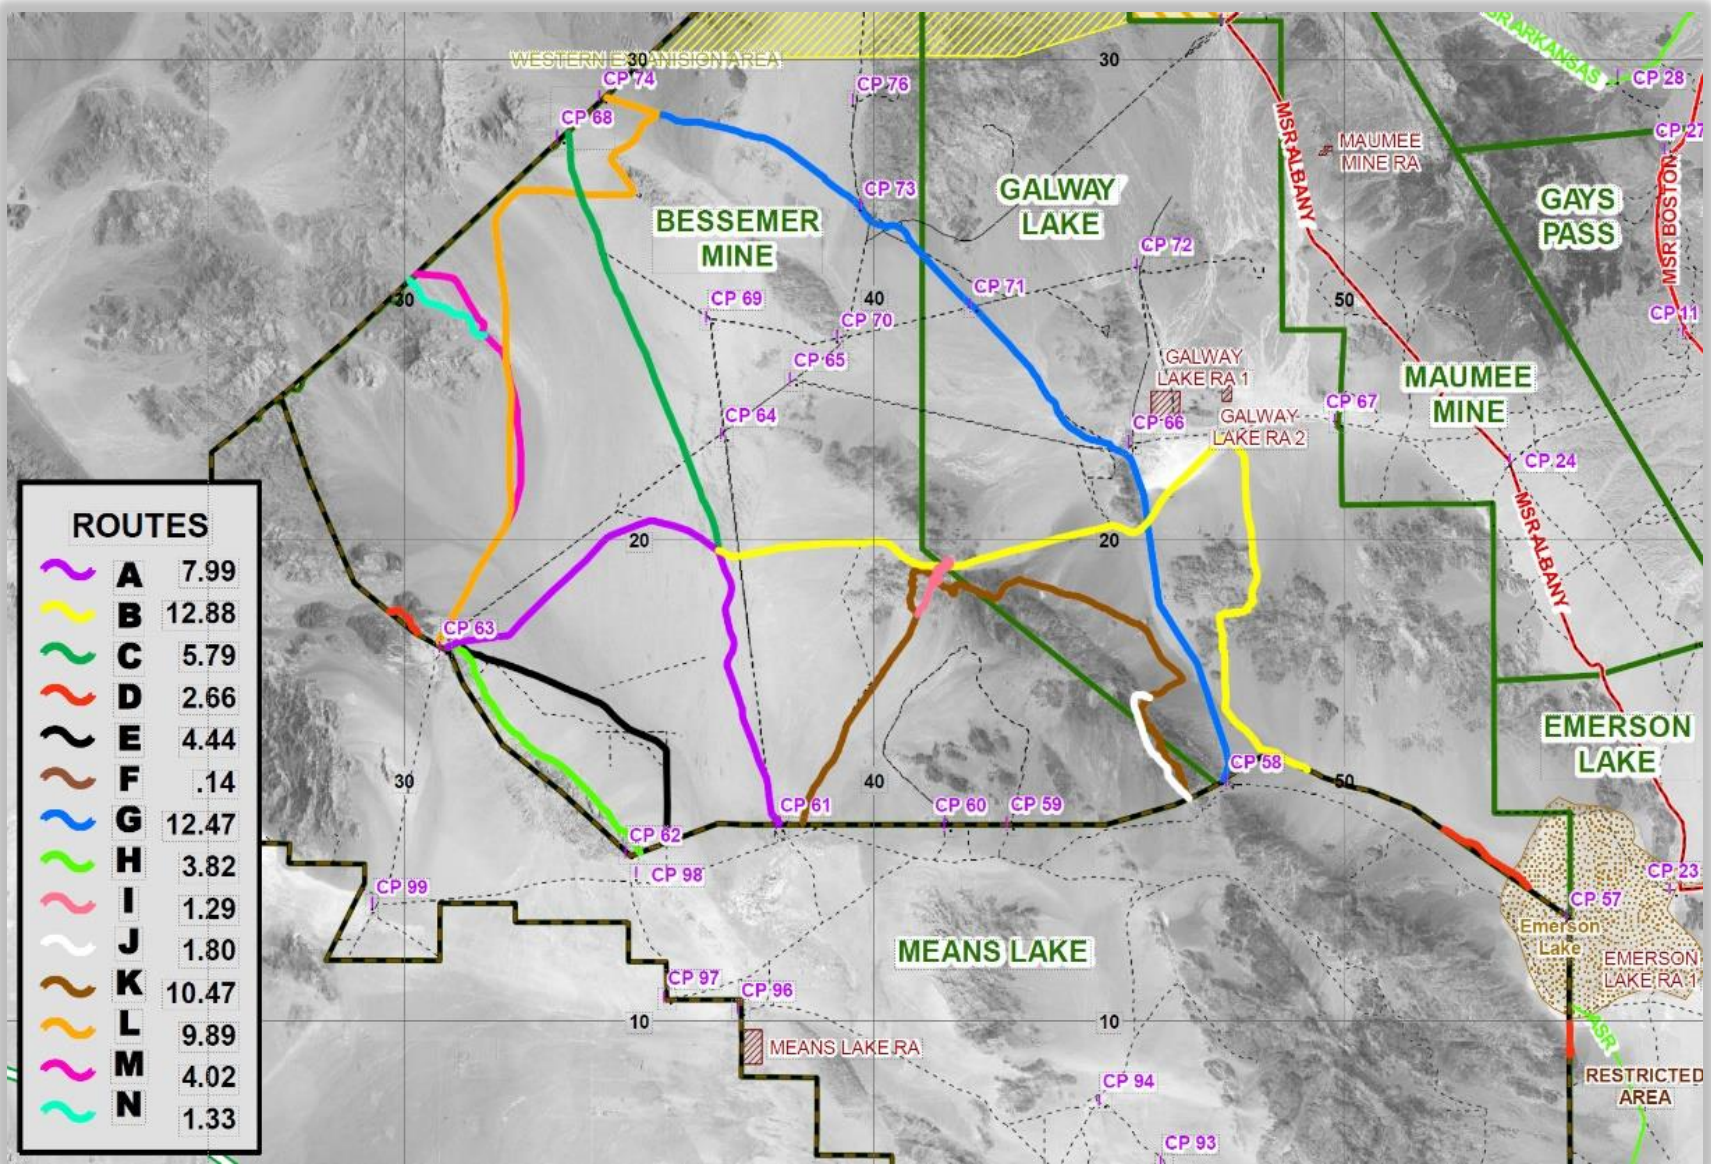 WESTERN EXPANISION AREA
30
30
CP 74
CP 76
CP 28
CP 68
CP 27
MSR ALBANY
MAUMEE
MINE RA
CP 73
GALWAY
LAKE
BESSEMER
MINE
GAYS
PASS
MSR BOSTON
CP 72
CP 69
40
CP 71
50
30
CP 11
CP 70
CP 65
GALWAY
LAKE RA 1
MAUMEE
MINE
CP 64
CP 66
GALWAY
LAKE RA 2
CP 67
CP 24
MSR ALBANY
ROUTES
A 7.99
B 12.88
C 5.79
D 2.66
E 4.44
F .14
G 12.47
H 3.82
I 1.29
J 1.80
K 10.47
L 9.89
M 4.02
N 1.33
20
20
CP 63
EMERSON
LAKE
30
40
CP 58
50
CP 61
CP 60
CP 59
CP 62
CP 98
CP 99
CP 23
CP 57
Emerson
Lake
EMERSON
LAKE RA 1
MEANS LAKE
CP 97
CP 96
10
10
MEANS LAKE RA
ASR
RESTRICTED
AREA
CP 94
CP 93